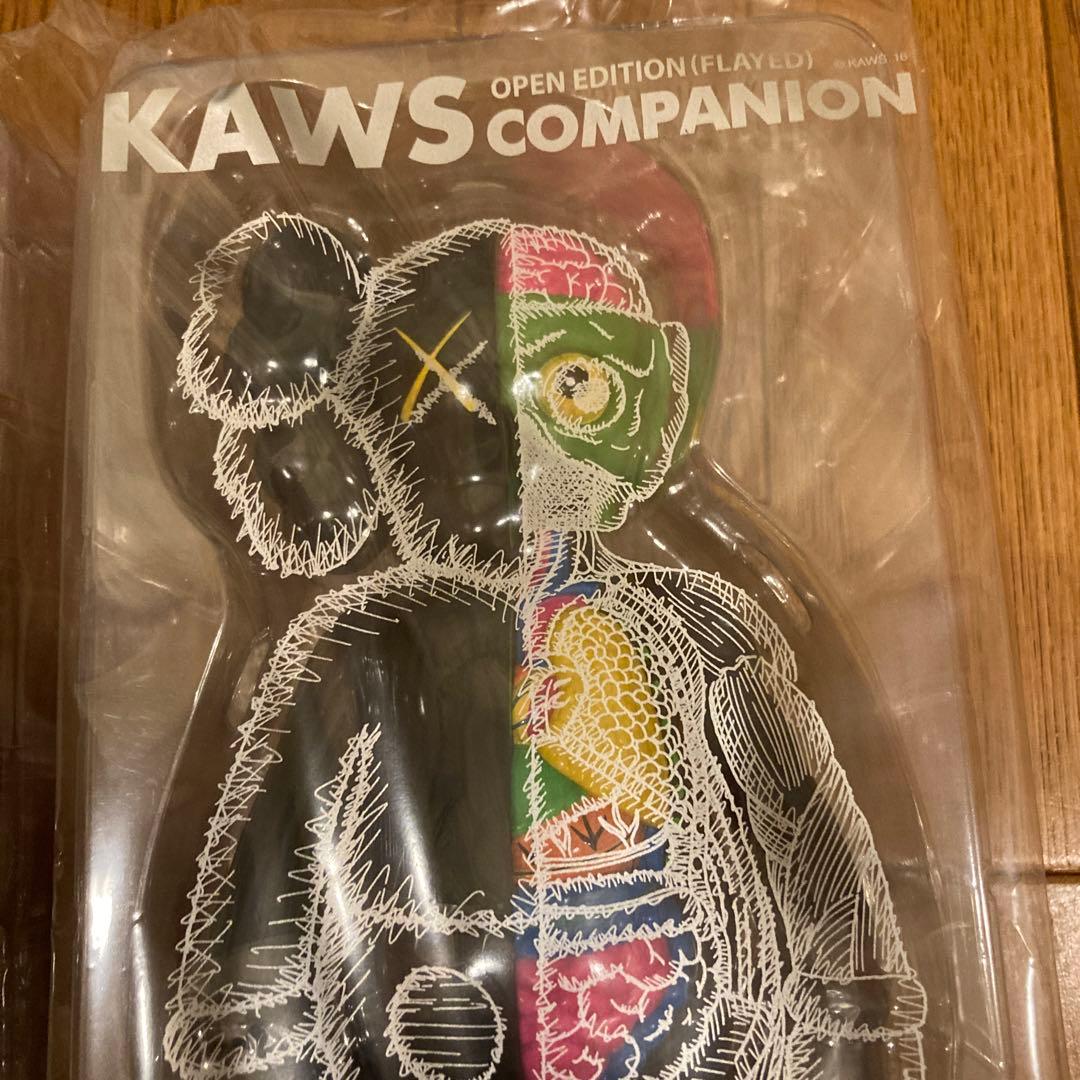 KAWS
OPEN EDITION (FLAYED)
COMPANION
©KAWS..16